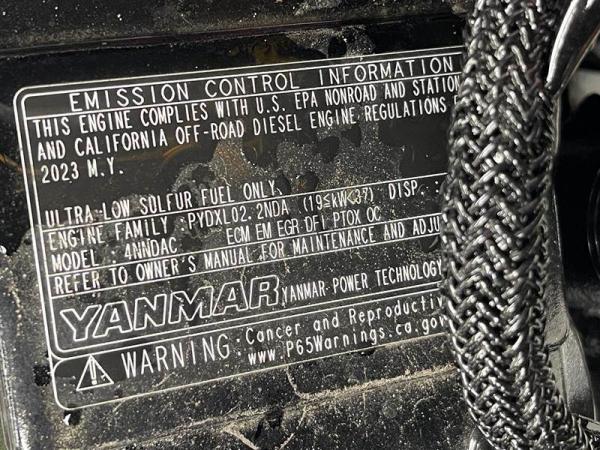 EMISSION CONTROL INFORMATION
THIS ENGINE COMPLIES WITH U.S. EPA NONROAD AND STATION
AND CALIFORNIA OFF-ROAD DIESEL ENGINE REGULATIONS
2023 M.Y.
ULTRA-LOW SULFUR FUEL ONLY
ENGINE FAMILY : PYDXL02.2NDA (19≤kW<37) DISP. :
MODEL : 4NNDAC ECM EM EGR DFI PTOX OC
REFER TO OWNER'S MANUAL FOR MAINTENANCE AND ADJU
YANMAR YANMAR POWER TECHNOLOGY
WARNING: Cancer and Reproductiv
www.P65Warnings.ca.gov